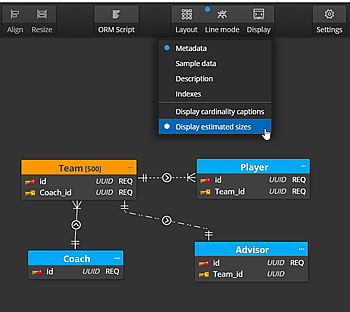 Align Resize ORM Script Layout Line mode Display Settings
Metadata
Sample data
Description
Indexes
Display cardinality captions
Display estimated sizes
Team [500] ...
id UUID REQ
Coach_id UUID REQ
Player ...
id UUID REQ
Team_id UUID REQ
Coach ...
id UUID REQ
Advisor ...
id UUID REQ
Team_id UUID